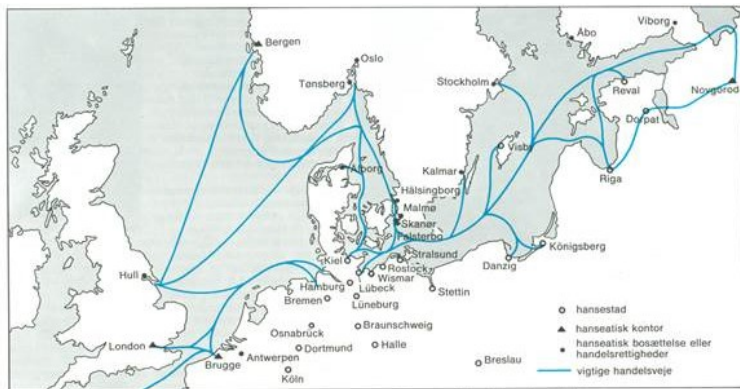 Bergen
Oslo
Tønsberg
Stockholm
Åbo
Viborg
Reval
Novgorod
Dorpat
Visby
Riga
Ålborg
Kalmar
Hälsingborg
Malmø
Skanør
Falsterbo
Hull
Kiel
Stralsund
Rostock
Wismar
Hamburg
Lübeck
Bremen
Lüneburg
Stettin
Danzig
Königsberg
London
Brugge
Antwerpen
Osnabrück
Braunschweig
Dortmund
Halle
Köln
Breslau
hansestad
hanseatisk kontor
hanseatisk bosættelse eller
handelsrettigheder
vigtige handelsveje